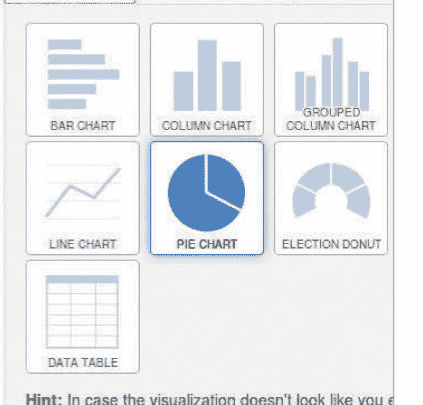 BAR CHART
COLUMN CHART
GROUPED
COLUMN CHART
LINE CHART
PIE CHART
ELECTION DONUT
DATA TABLE
Hint: In case the visualization doesn't look like you